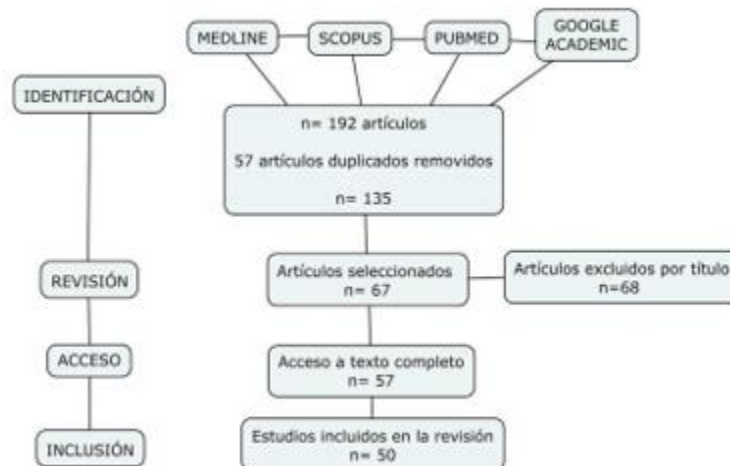 MEDLINE
SCOPUS
PUBMED
GOOGLE
ACADEMIC
IDENTIFICACIÓN
n= 192 artículos
57 artículos duplicados removidos
n= 135
REVISIÓN
Artículos seleccionados
n= 67
Artículos excluidos por título
n=68
ACCESO
Acceso a texto completo
n= 57
INCLUSIÓN
Estudios incluidos en la revisión
n= 50